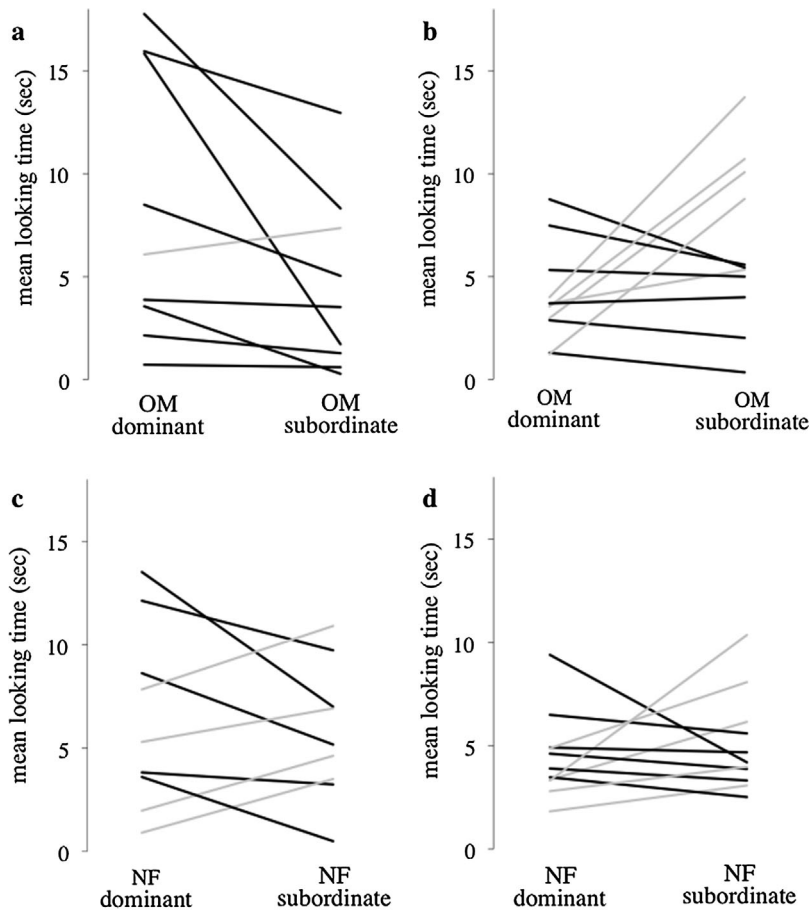 a
mean looking time (sec)
15
10
5
0
OM
dominant
OM
subordinate
b
mean looking time (sec)
15
10
5
0
OM
dominant
OM
subordinate
c
mean looking time (sec)
15
10
5
0
NF
dominant
NF
subordinate
d
mean looking time (sec)
15
10
5
0
NF
dominant
NF
subordinate